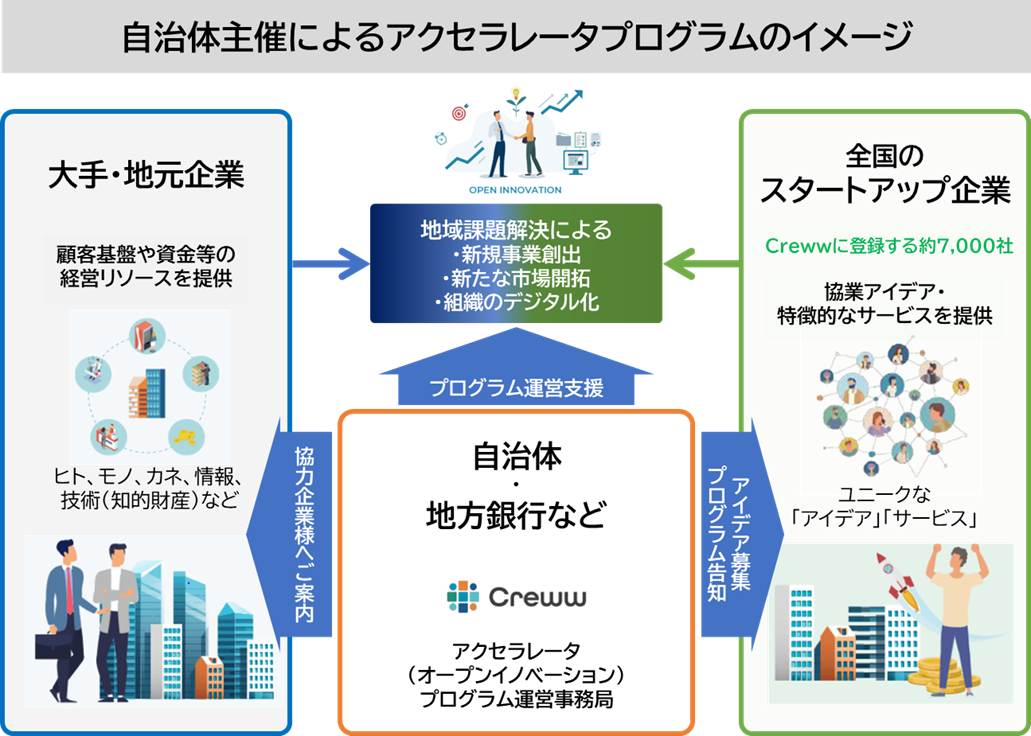 自治体主催によるアクセラレータプログラムのイメージ
大手・地元企業
顧客基盤や資金等の
経営リソースを提供
ヒト、モノ、カネ、情報、
技術（知的財産）など
OPEN INNOVATION
地域課題解決による
・新規事業創出
・新たな市場開拓
・組織のデジタル化
プログラム運営支援
協力企業様へご案内
自治体
・
地方銀行など
Creww
アクセラレータ
（オープンイノベーション）
プログラム運営事務局
アイデア募集
プログラム告知
全国の
スタートアップ企業
Crewwに登録する約7,000社
協業アイデア・
特徴的なサービスを提供
ユニークな
「アイデア」「サービス」